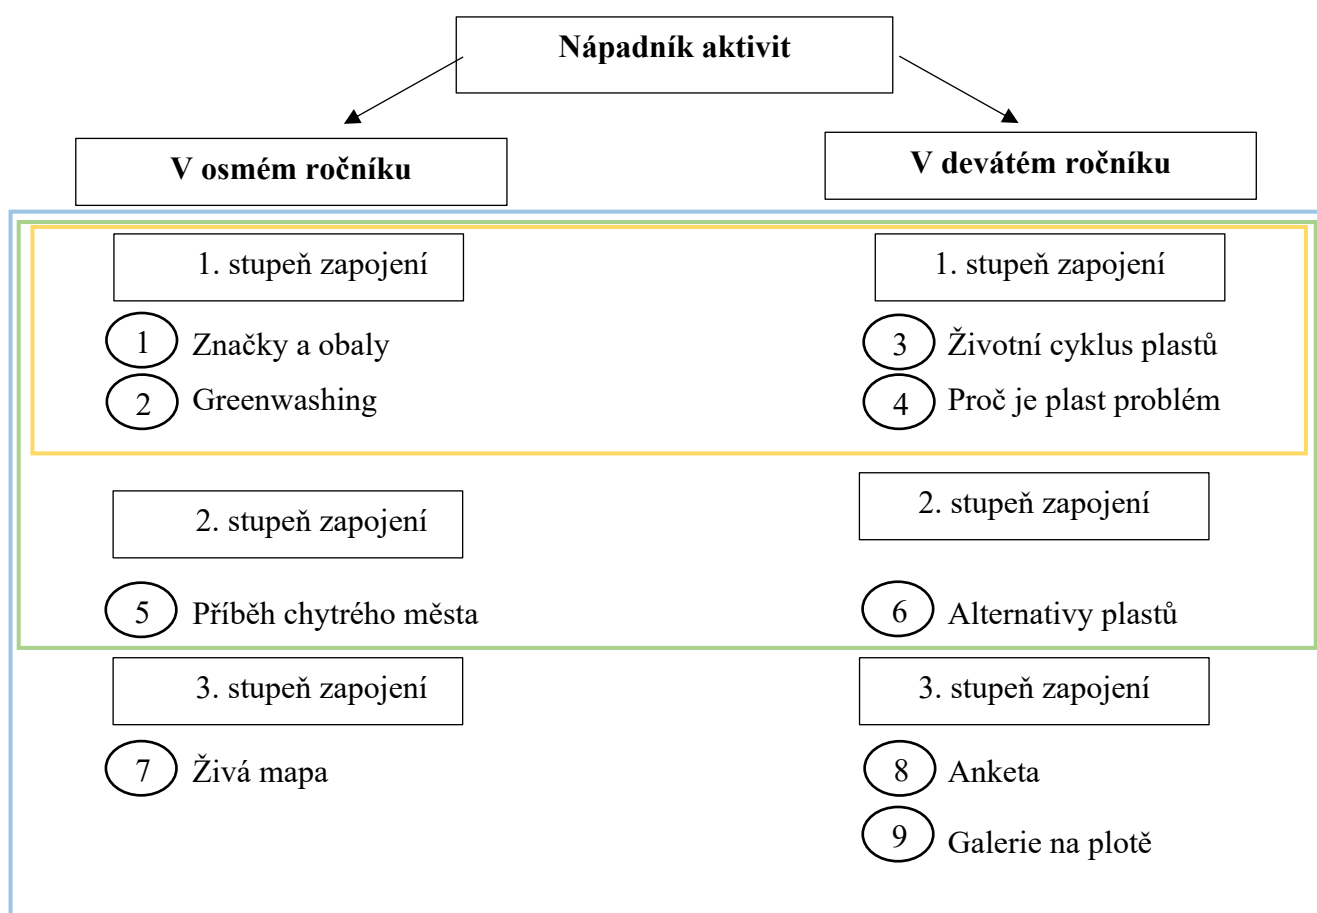 Nápadník aktivit
V osmém ročníku
V devátém ročníku
1. stupeň zapojení
1. stupeň zapojení
1 Značky a obaly
3 Životní cyklus plastů
2 Greenwashing
4 Proč je plast problém
2. stupeň zapojení
2. stupeň zapojení
5 Příběh chytrého města
6 Alternativy plastů
3. stupeň zapojení
3. stupeň zapojení
7 Živá mapa
8 Anketa
9 Galerie na plotě